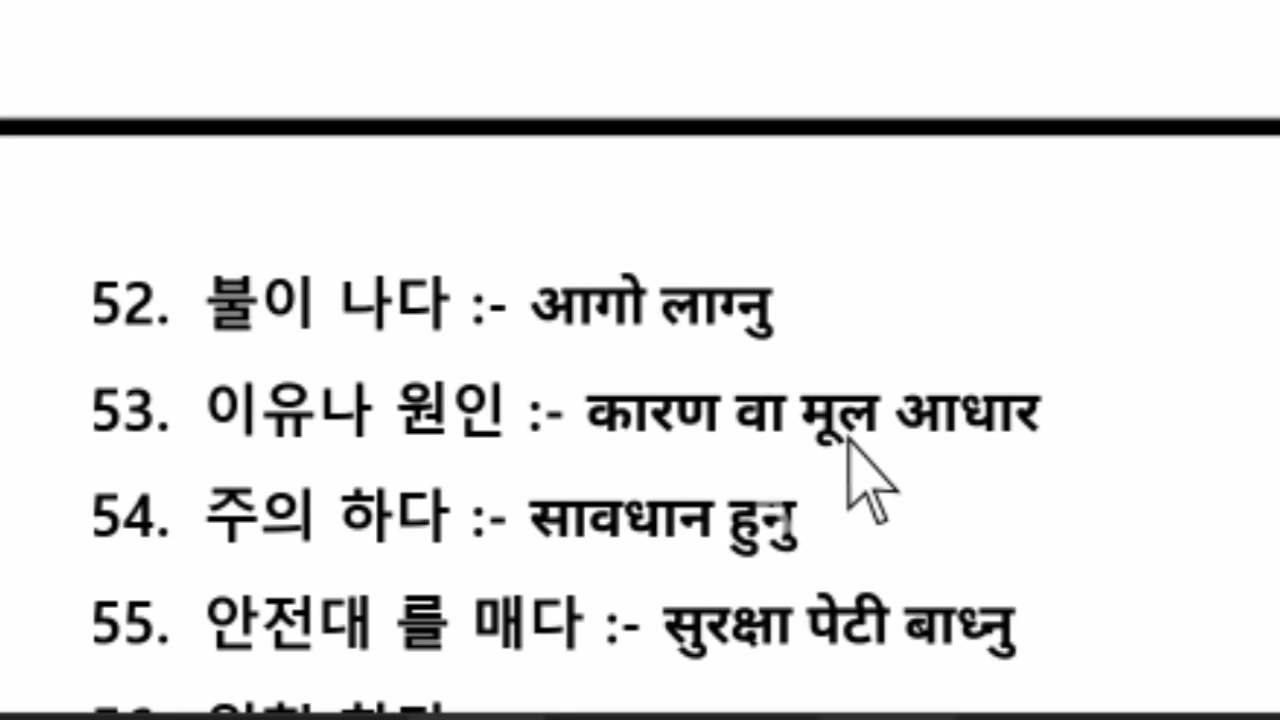 52. 불이 나다 :- आगो लाग्नु
53. 이유나 원인 :- कारण वा मूल आधार
54. 주의 하다 :- सावधान हुनु
55. 안전대 를 매다 :- सुरक्षा पेटी बाध्नु